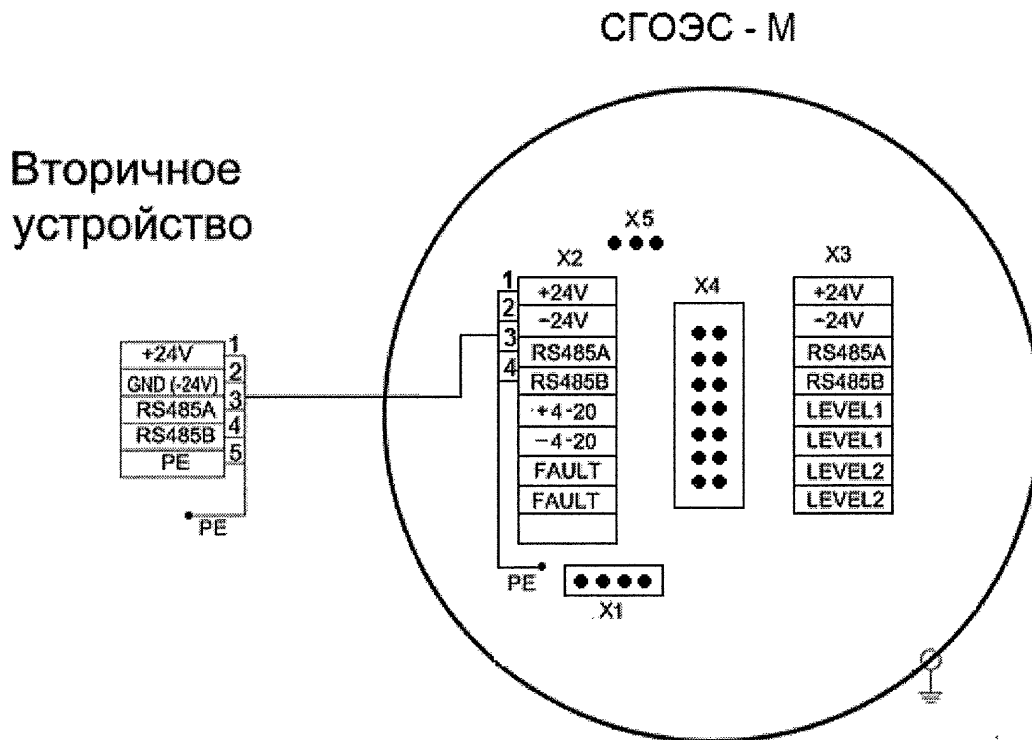 СГОЭС - М
Вторичное
устройство
+24V 1
GND (-24V) 2
RS485A 3
RS485B 4
PE 5
PE
X5
X2
1 +24V
2 -24V
3 RS485A
4 RS485B
+4-20
-4-20
FAULT
FAULT
PE
X1
X4
X3
+24V
-24V
RS485A
RS485B
LEVEL1
LEVEL1
LEVEL2
LEVEL2